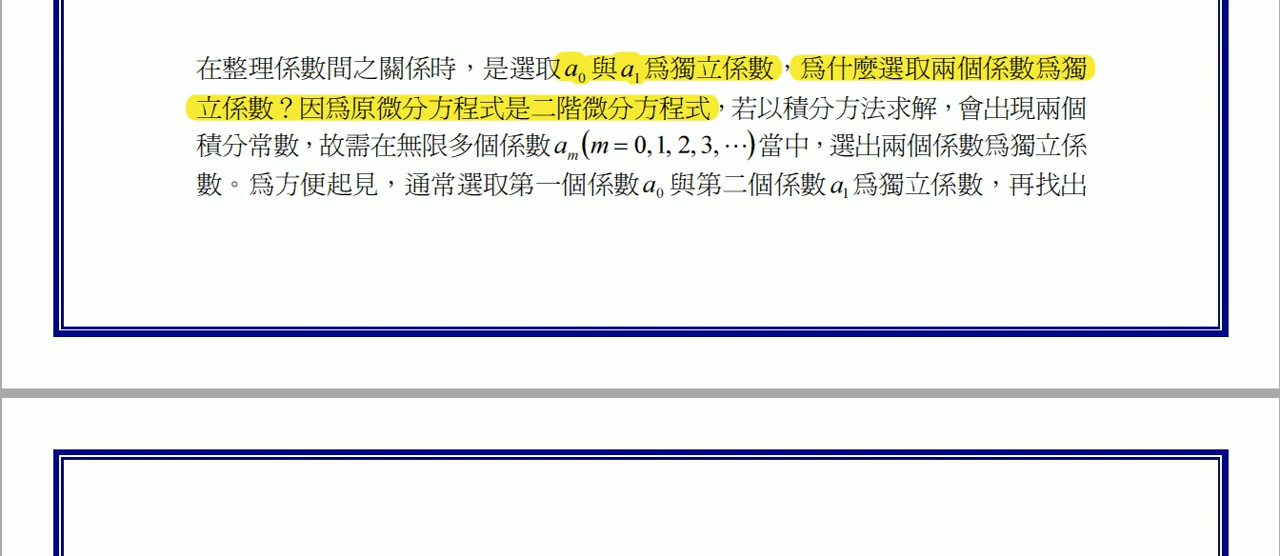 在整理係數間之關係時，是選取a₀與a₁爲獨立係數，爲什麼選取兩個係數爲獨
立係數？因爲原微分方程式是二階微分方程式，若以積分方法求解，會出現兩個
積分常數，故需在無限多個係數aₘ(m = 0, 1, 2, 3, ⋯)當中，選出兩個係數爲獨立係
數。爲方便起見，通常選取第一個係數a₀與第二個係數a₁爲獨立係數，再找出